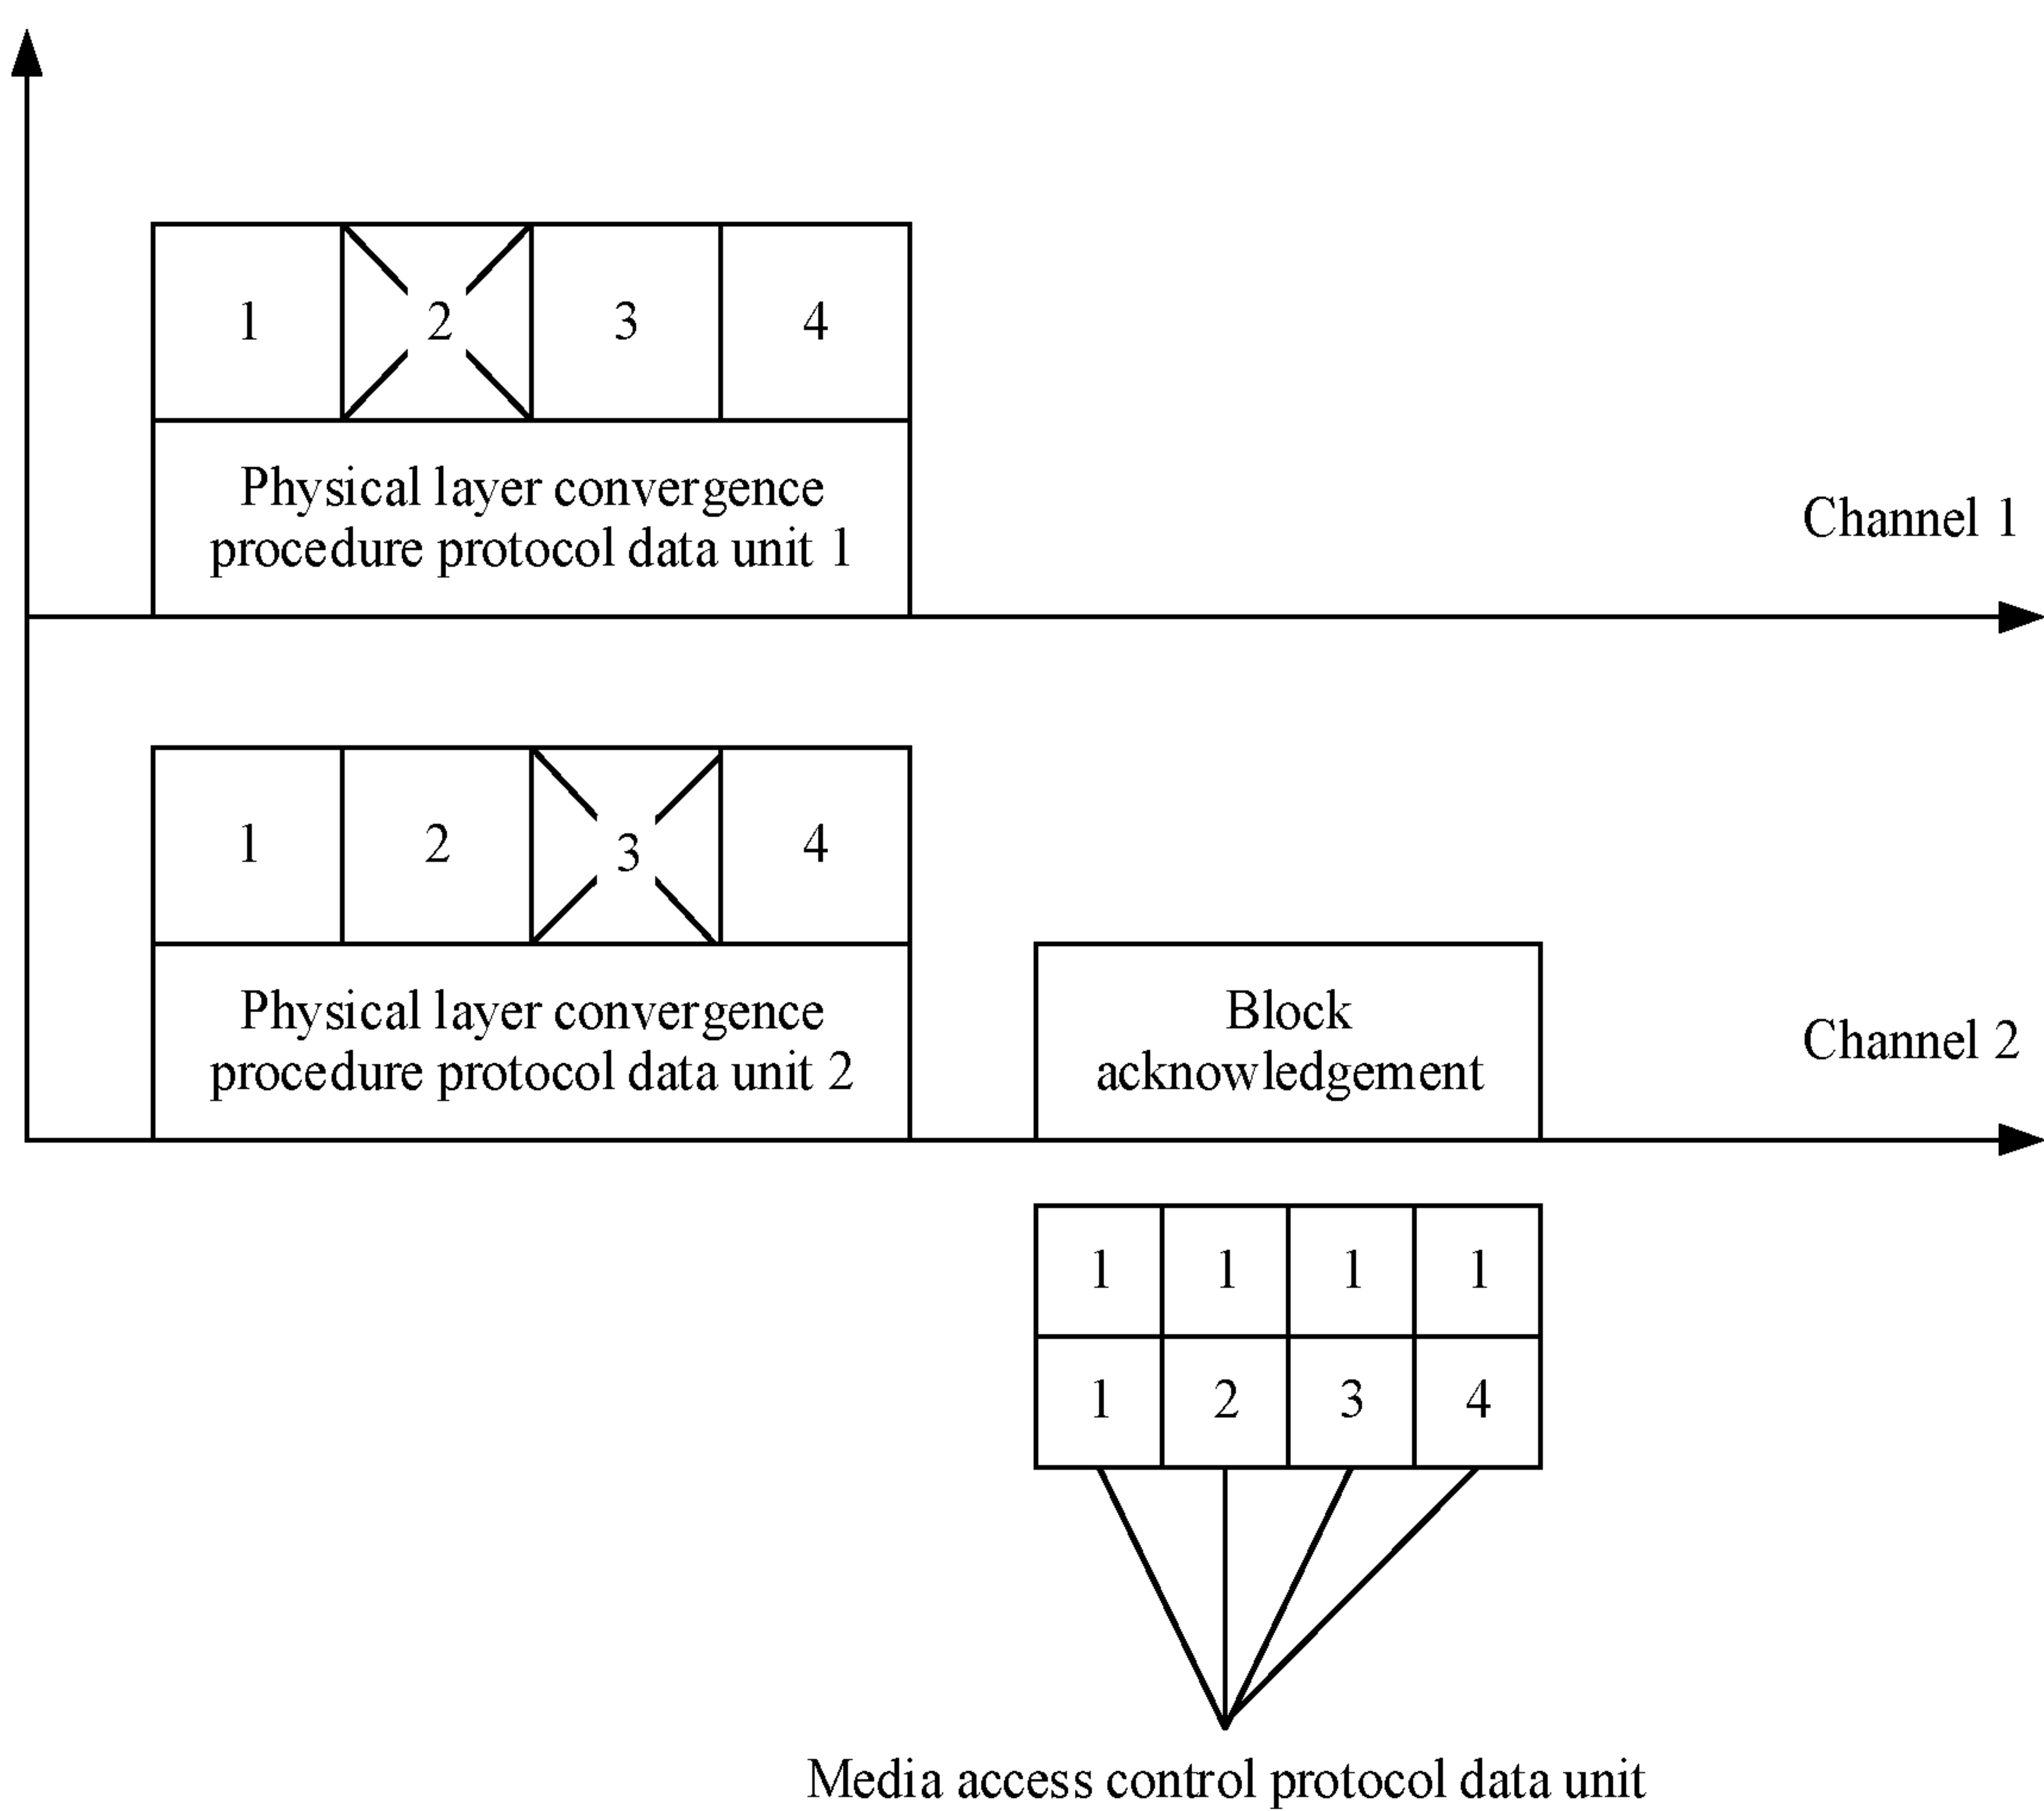 1 2 3 4
Physical layer convergence
procedure protocol data unit 1
Channel 1
1 2 3 4
Physical layer convergence
procedure protocol data unit 2
Block
acknowledgement
Channel 2
1 1 1 1
1 2 3 4
Media access control protocol data unit